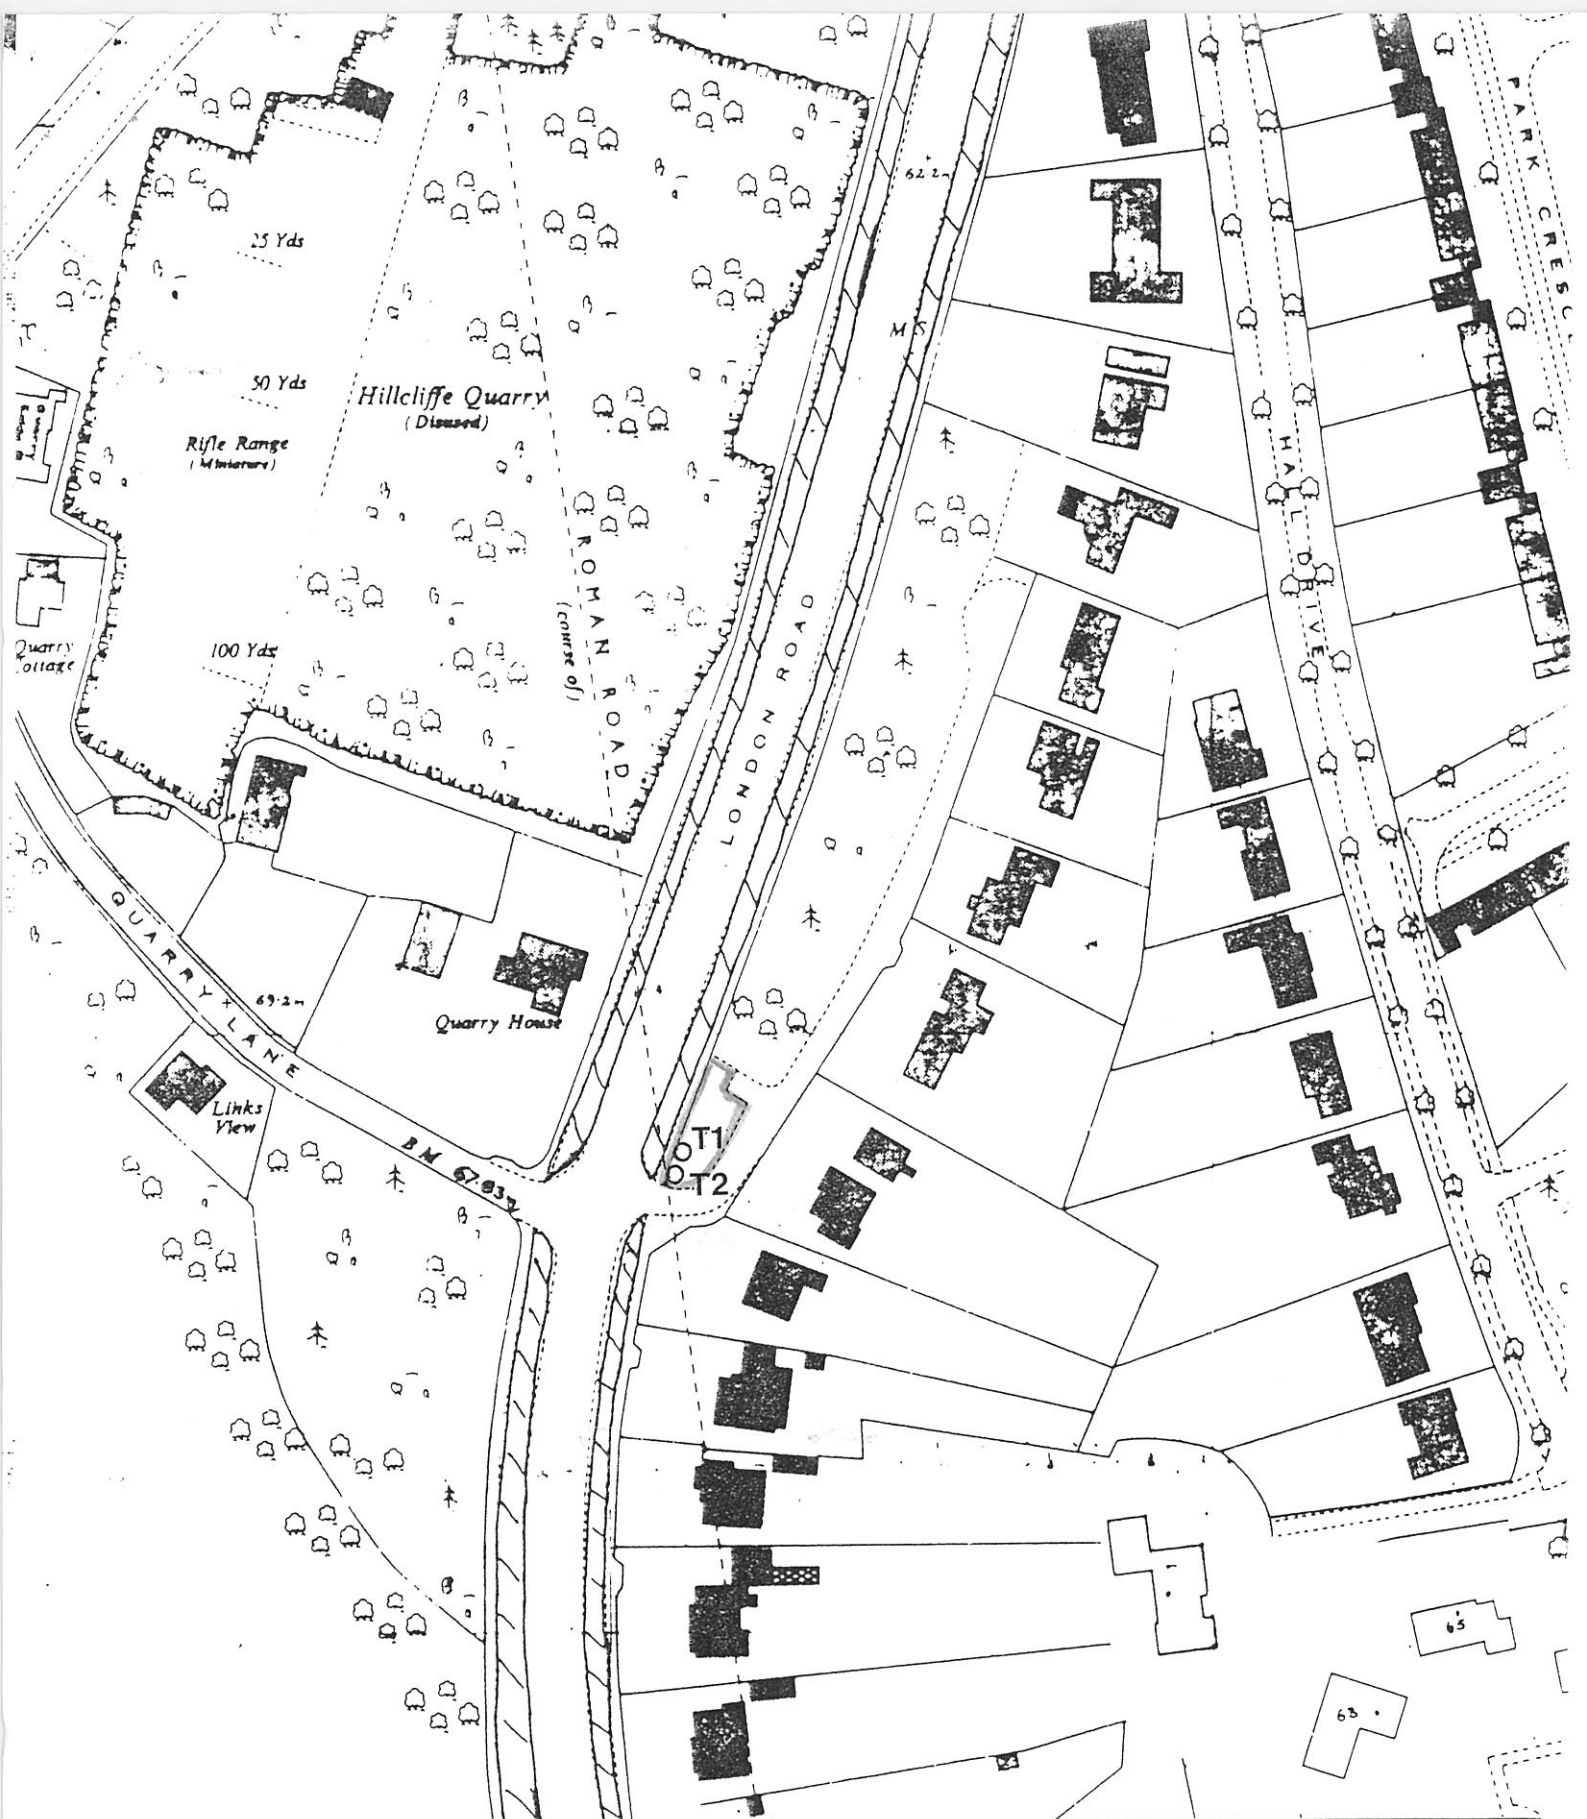 PARK CRESC
62.2m
25 Yds
M S
50 Yds
Hillcliffe Quarry
(Disused)
Rifle Range
(Miniature)
HALL DRIVE
ROMAN ROAD
(course of)
LONDON ROAD
Quarry
ottage
100 Yds
QUARRY LANE
69.2m
Quarry House
Links
View
BM 67.83m
T1
T2
65
63